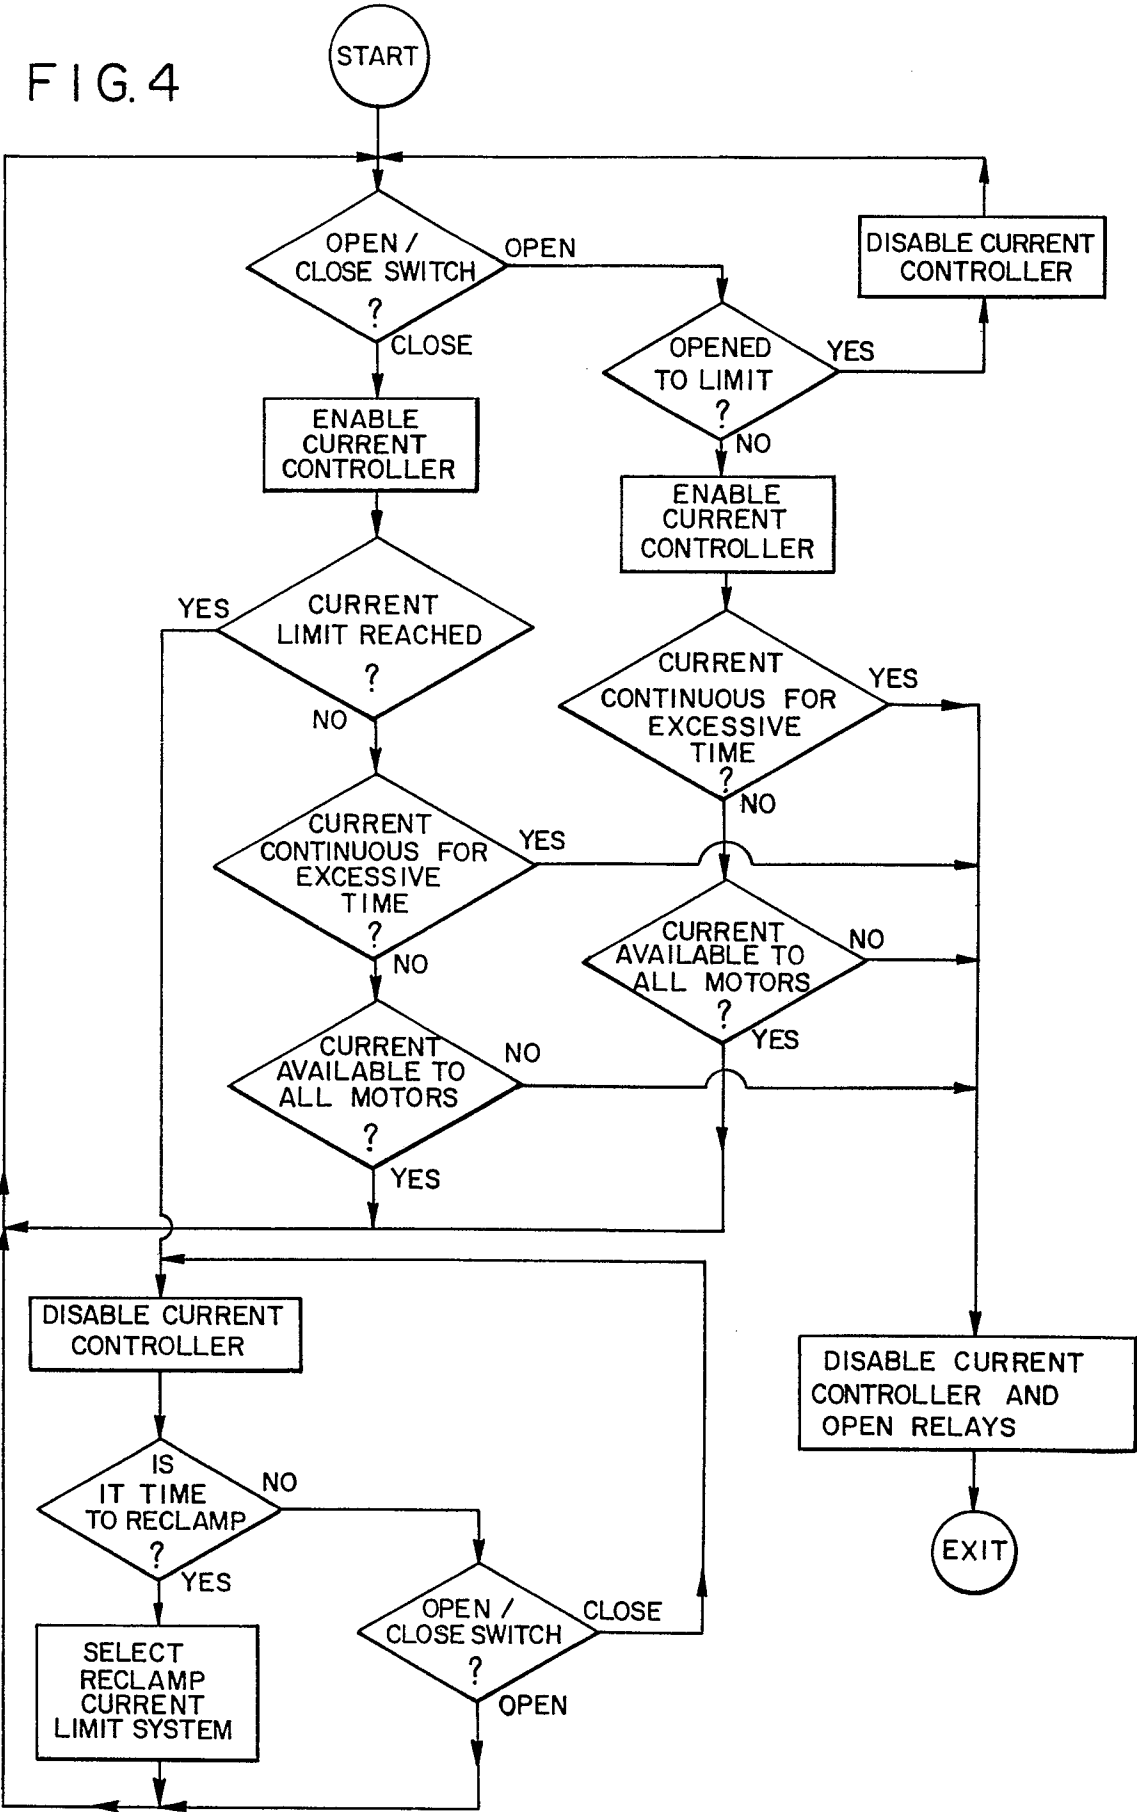 FIG. 4
START
OPEN /
CLOSE SWITCH
?
OPEN
CLOSE
DISABLE CURRENT
CONTROLLER
OPENED
TO LIMIT
?
YES
NO
ENABLE
CURRENT
CONTROLLER
ENABLE
CURRENT
CONTROLLER
YES
CURRENT
LIMIT REACHED
?
NO
CURRENT
CONTINUOUS FOR
EXCESSIVE
TIME
?
YES
NO
CURRENT
CONTINUOUS FOR
EXCESSIVE
TIME
?
YES
NO
CURRENT
AVAILABLE TO
ALL MOTORS
?
NO
YES
CURRENT
AVAILABLE TO
ALL MOTORS
?
NO
YES
DISABLE CURRENT
CONTROLLER
DISABLE CURRENT
CONTROLLER AND
OPEN RELAYS
IS
IT TIME
TO RECLAMP
?
NO
YES
EXIT
OPEN /
CLOSE SWITCH
?
CLOSE
OPEN
SELECT
RECLAMP
CURRENT
LIMIT SYSTEM